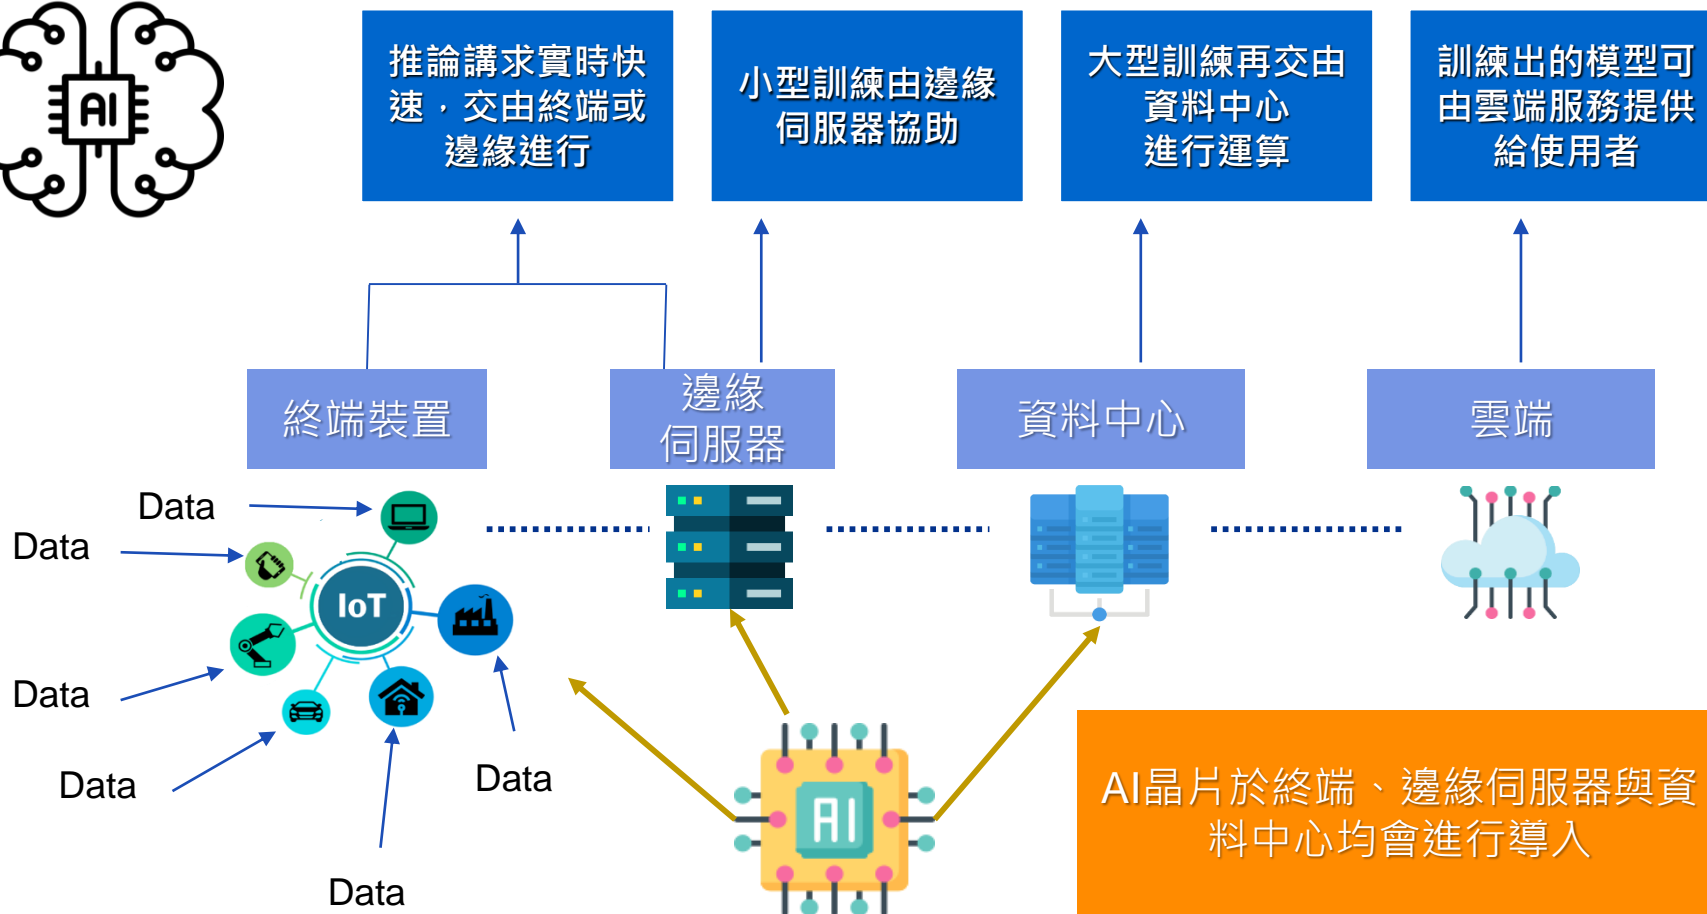 AI
推論講求實時快
速，交由終端或
邊緣進行
小型訓練由邊緣
伺服器協助
大型訓練再交由
資料中心
進行運算
訓練出的模型可
由雲端服務提供
給使用者
終端裝置
邊緣
伺服器
資料中心
雲端
Data
Data
IoT
Data
Data
Data
Data
AI
AI晶片於終端、邊緣伺服器與資
料中心均會進行導入